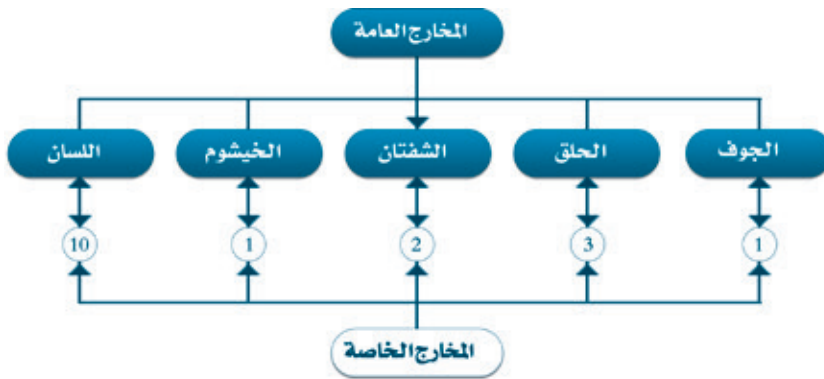 المخارج العامة
الجوف
الحلق
الشفتان
الخيشوم
اللسان
1
3
2
1
10
المخارج الخاصة